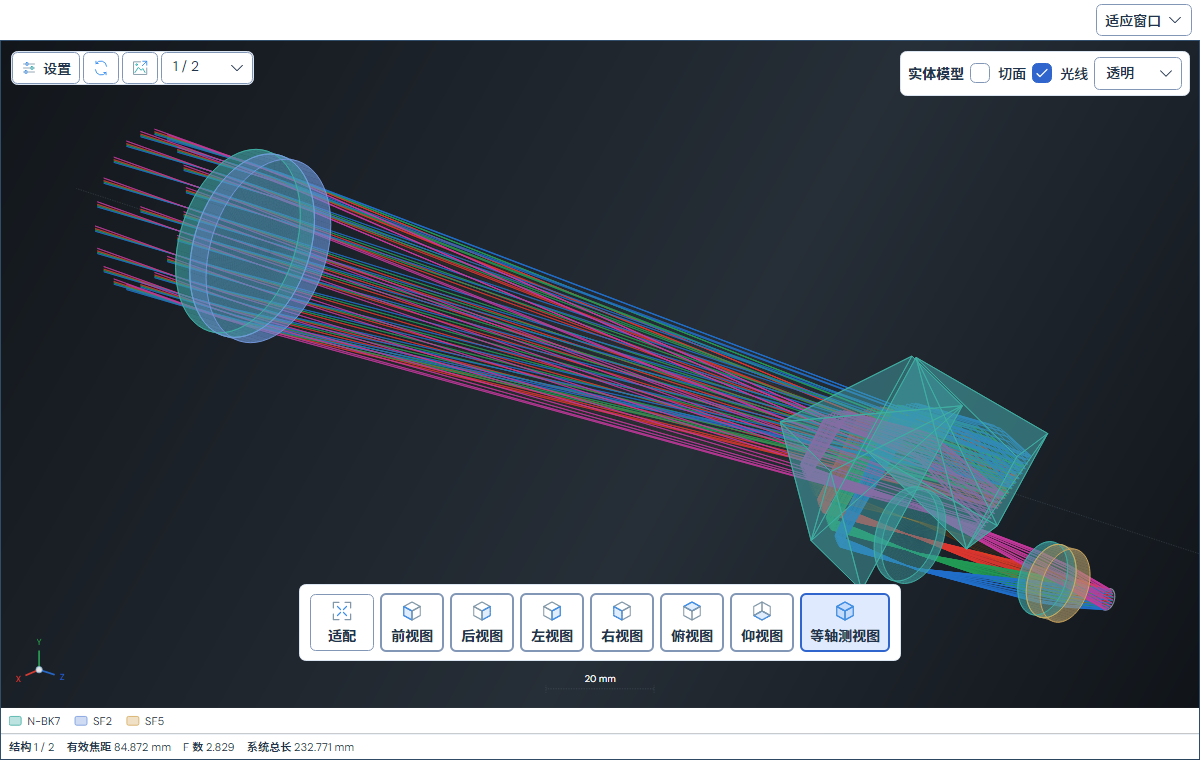 适应窗口
设置
1 / 2
实体模型 切面 光线 透明
适配 前视图 后视图 左视图 右视图 俯视图 仰视图 等轴测视图
Y
X
Z
20 mm
N-BK7 SF2 SF5
结构 1 / 2 有效焦距 84.872 mm F 数 2.829 系统总长 232.771 mm